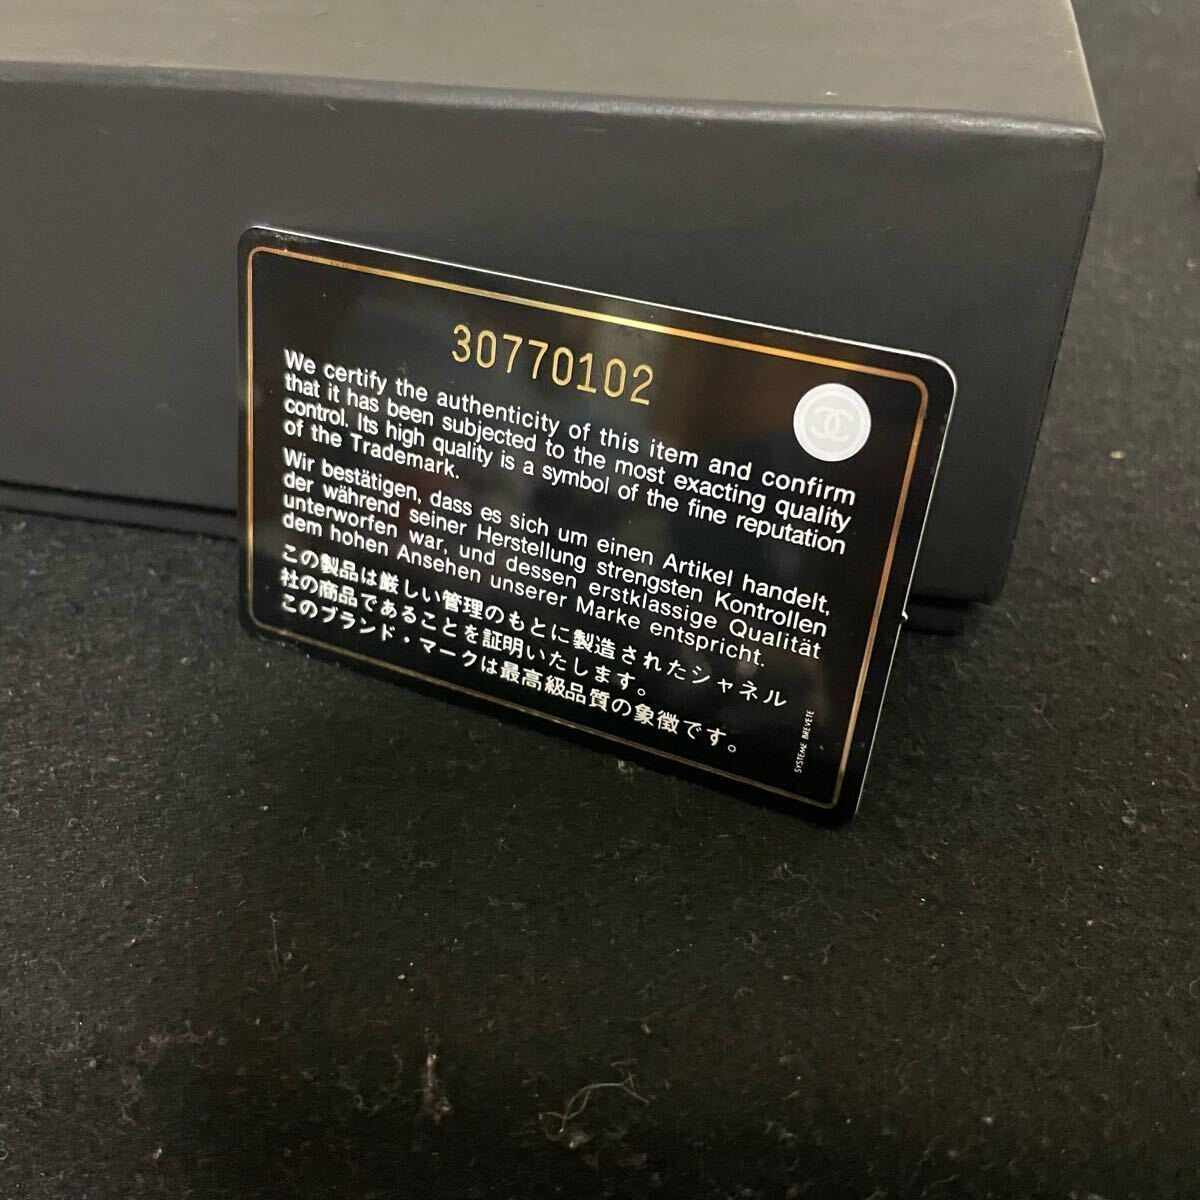 30770102
We certify the authenticity of this item and confirm
that it has been subjected to the most exacting quality
control. Its high quality is a symbol of the fine reputation
of the Trademark.
Wir bestätigen, dass es sich um einen Artikel handelt,
der während seiner Herstellung strengsten Kontrollen
unterworfen war, und dessen erstklassige Qualität
dem hohen Ansehen unserer Marke entspricht.
この製品は厳しい管理のもとに製造されたシャネル
社の商品であることを証明いたします。
このブランド・マークは最高級品質の象徴です。
SYSTEME BREVETE